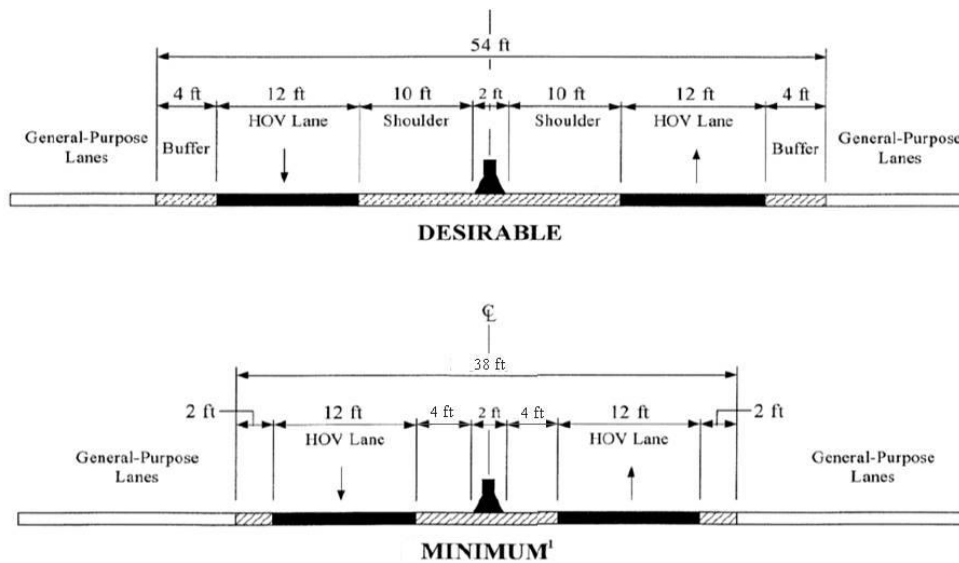 54 ft
4 ft 12 ft 10 ft 2 ft 10 ft 12 ft 4 ft
General-Purpose Lanes Buffer HOV Lane Shoulder Shoulder HOV Lane Buffer General-Purpose Lanes
DESIRABLE
℄
38 ft
2 ft 12 ft 4 ft 2 ft 4 ft 12 ft 2 ft
General-Purpose Lanes HOV Lane HOV Lane General-Purpose Lanes
MINIMUM¹